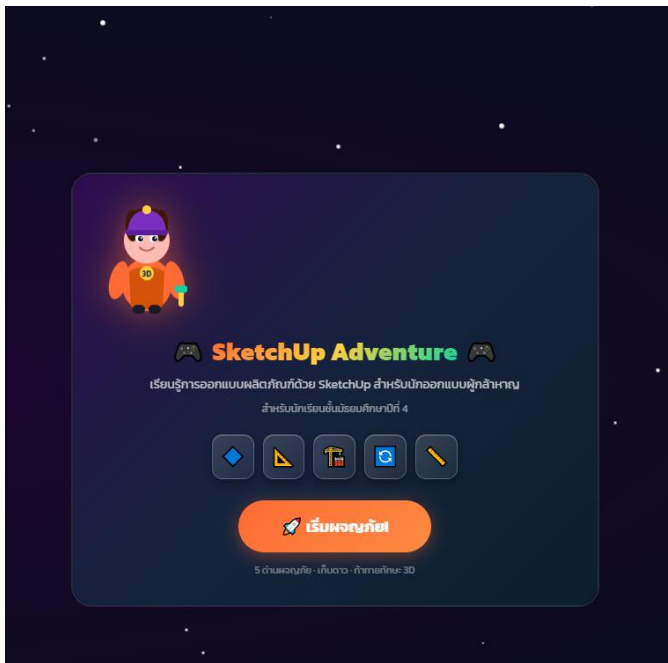 3D
🎮 SketchUp Adventure 🎮
เรียนรู้การออกแบบผลิตภัณฑ์ด้วย SketchUp สำหรับนักออกแบบผู้กล้าหาญ
สำหรับนักเรียนชั้นมัธยมศึกษาปีที่ 4
🚀 เริ่มผจญภัย!
5 ด่านผจญภัย · เก็บดาว · ท้าทายทักษะ 3D